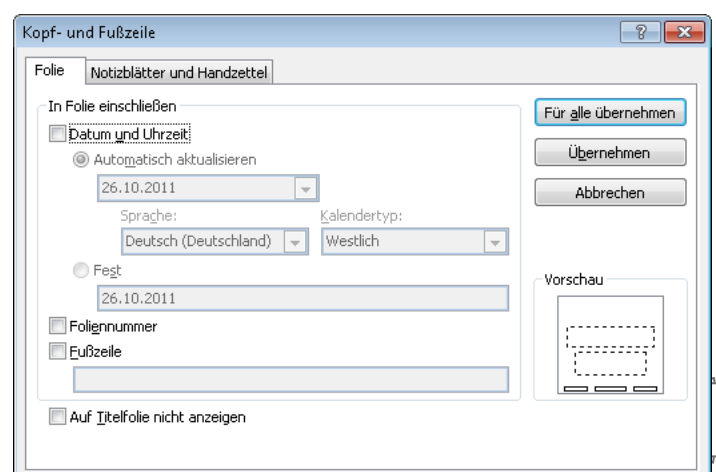 Kopf- und Fußzeile
Folie Notizblätter und Handzettel
In Folie einschließen
Datum und Uhrzeit
Automatisch aktualisieren
26.10.2011
Sprache: Kalendertyp:
Deutsch (Deutschland) Westlich
Fest
26.10.2011
Foliennummer
Fußzeile
Auf Titelfolie nicht anzeigen
Für alle übernehmen
Übernehmen
Abbrechen
Vorschau